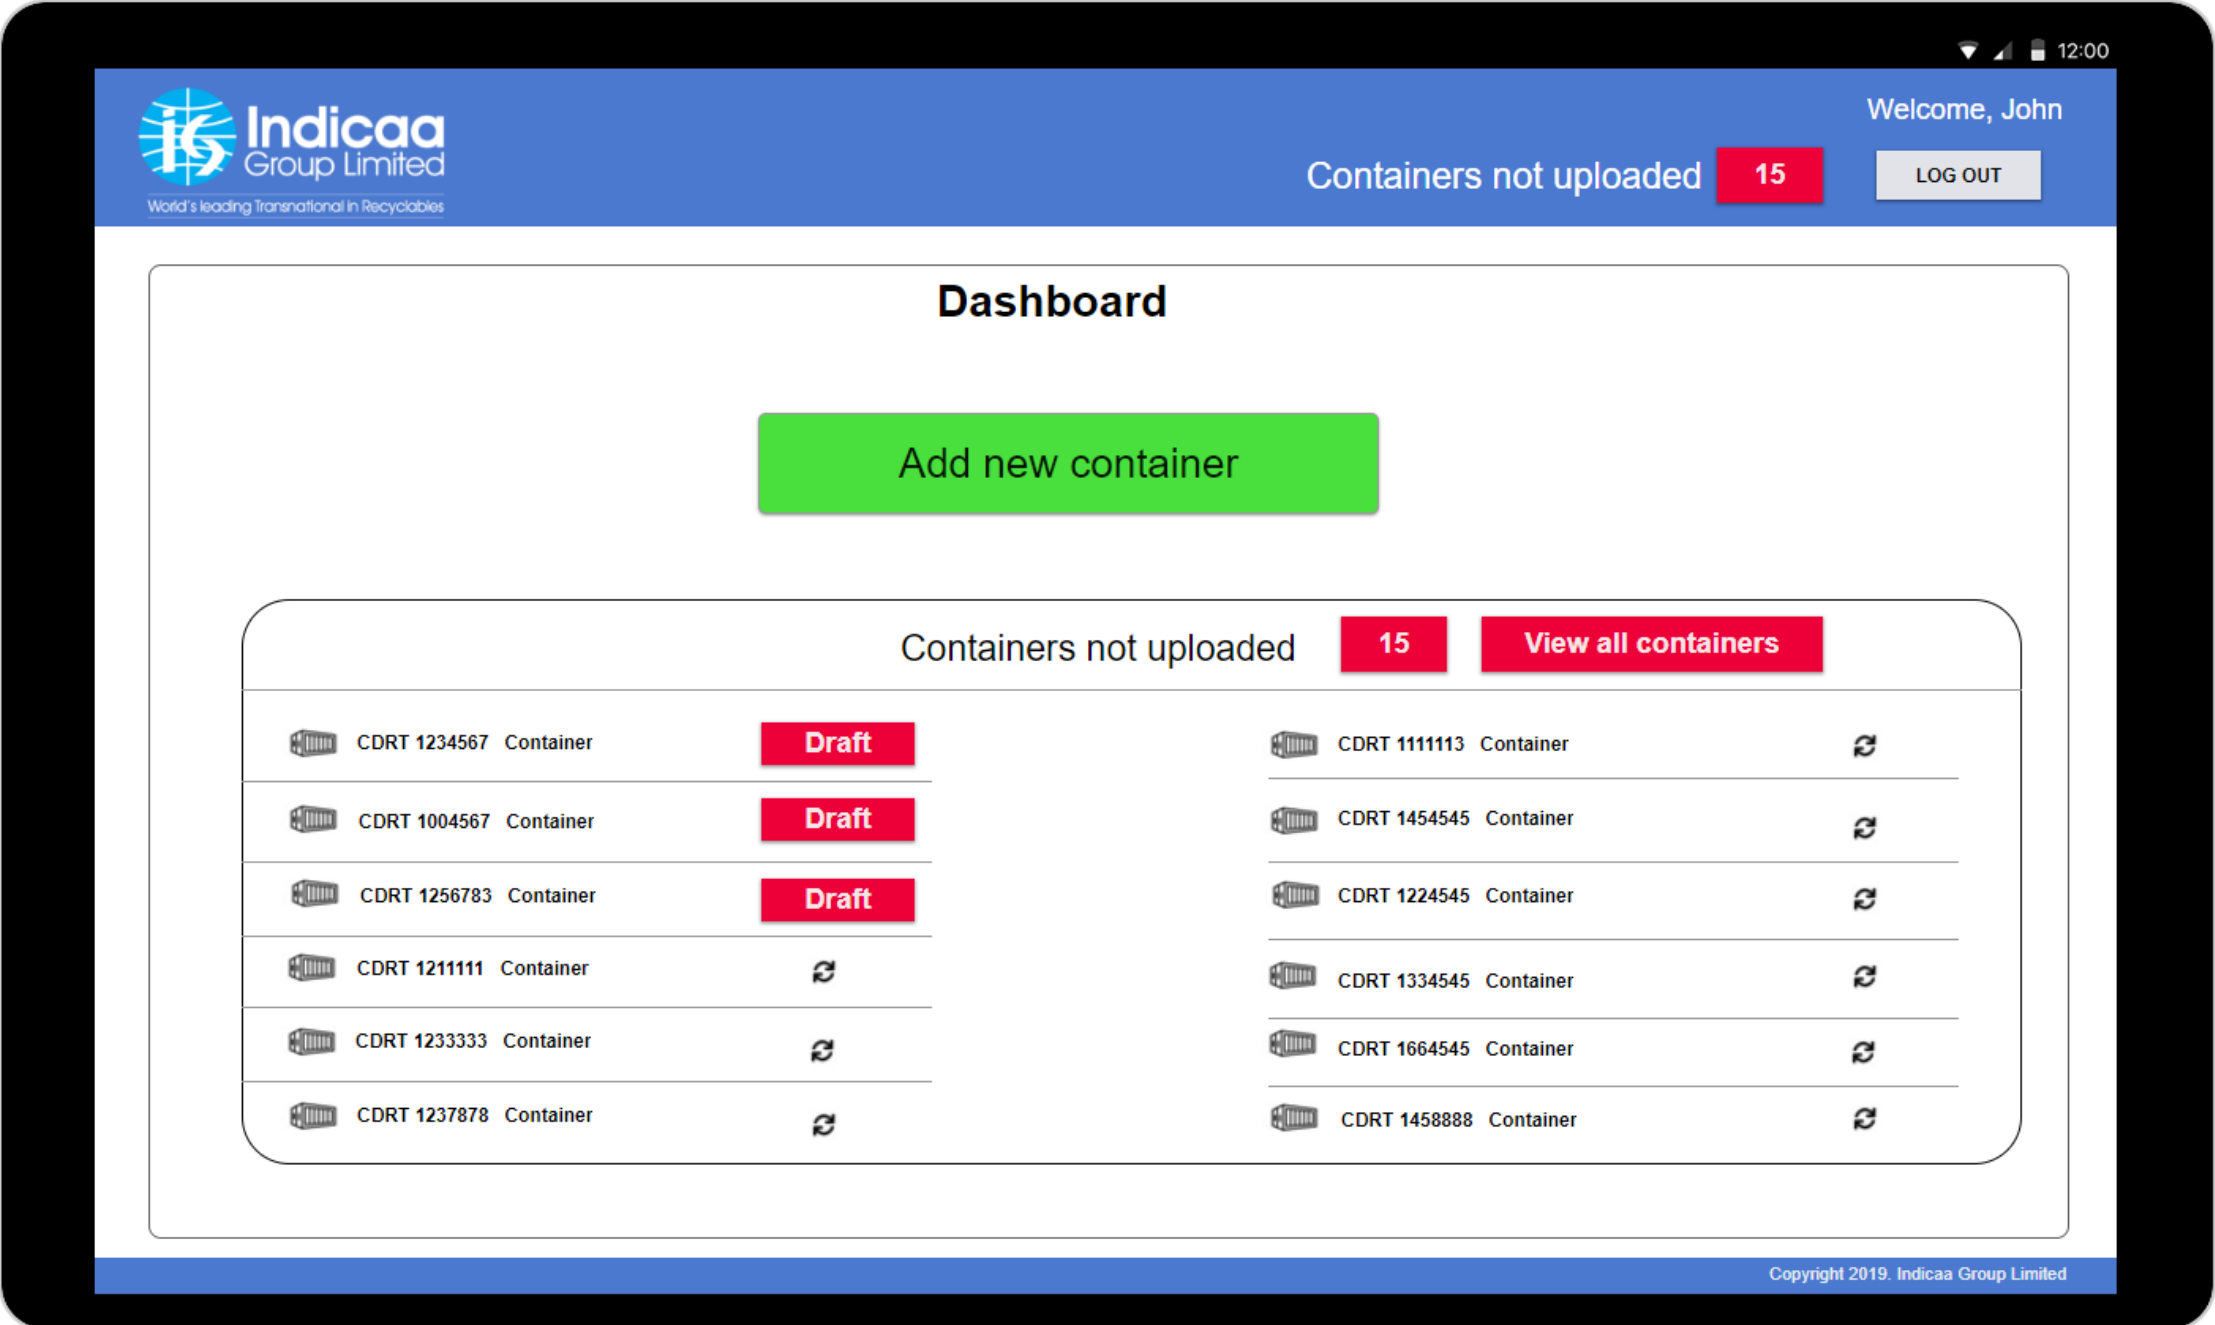 12:00
Indicaa
Group Limited
World's leading Transnational in Recyclables
Welcome, John
Containers not uploaded 15 LOG OUT
Dashboard
Add new container
Containers not uploaded 15 View all containers
CDRT 1234567 Container Draft
CDRT 1004567 Container Draft
CDRT 1256783 Container Draft
CDRT 1211111 Container
CDRT 1233333 Container
CDRT 1237878 Container
CDRT 1111113 Container
CDRT 1454545 Container
CDRT 1224545 Container
CDRT 1334545 Container
CDRT 1664545 Container
CDRT 1458888 Container
Copyright 2019. Indicaa Group Limited